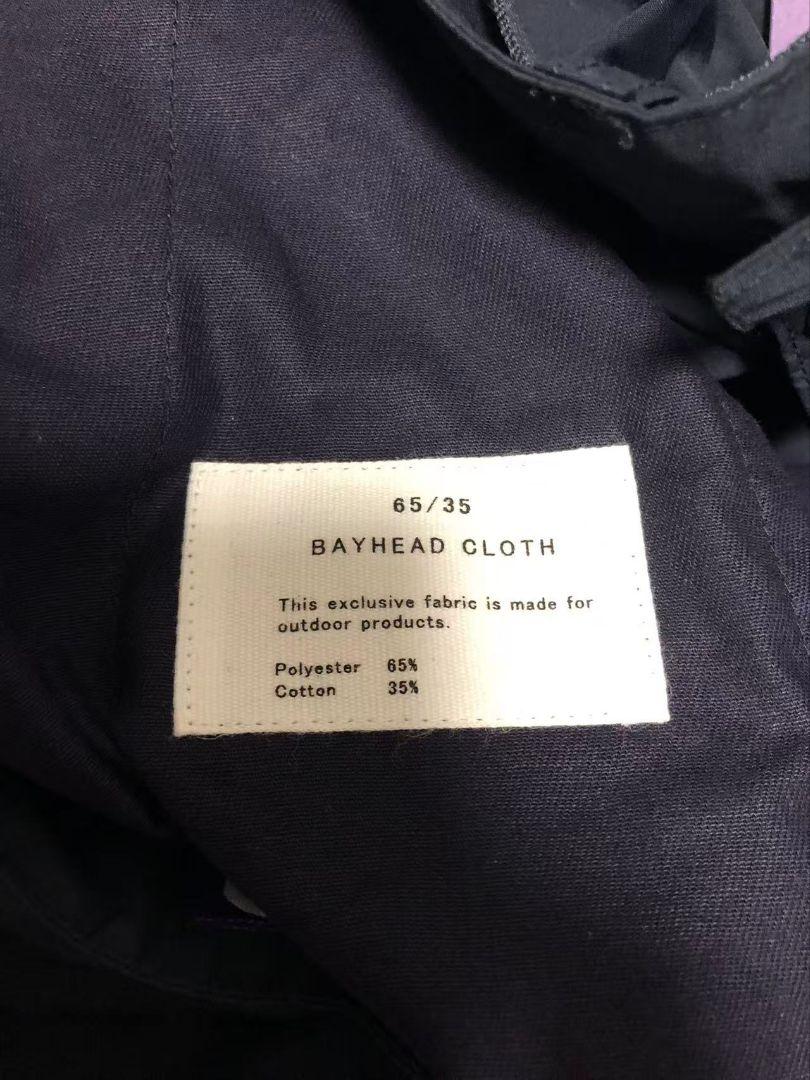 65/35
BAYHEAD CLOTH
This exclusive fabric is made for
outdoor products.
Polyester 65%
Cotton 35%